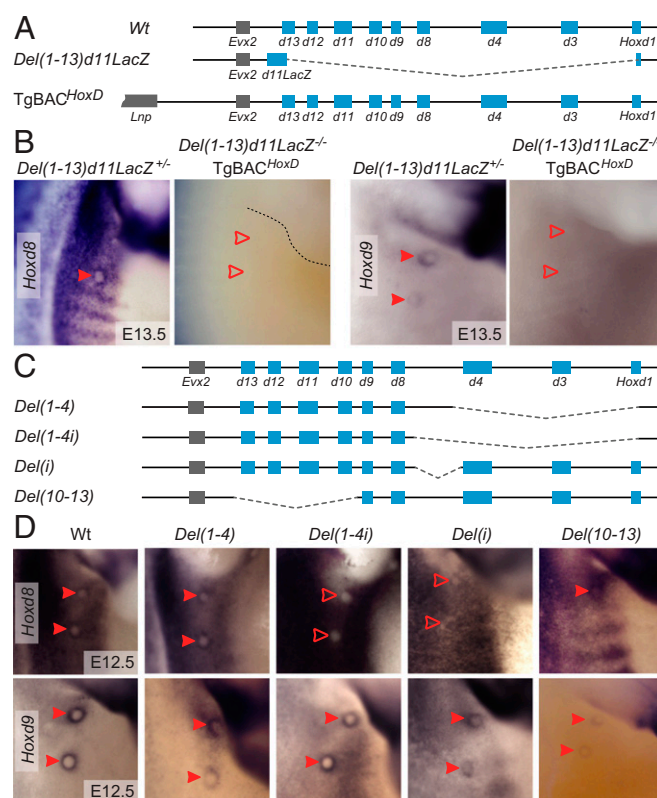 A
Wt
Evx2 d13 d12 d11 d10 d9 d8 d4 d3 Hoxd1
Del(1-13)d11LacZ
Evx2 d11LacZ
TgBAC^HoxD
Lnp Evx2 d13 d12 d11 d10 d9 d8 d4 d3 Hoxd1
B
Del(1-13)d11LacZ+/-
Del(1-13)d11LacZ-/-
TgBAC^HoxD
Del(1-13)d11LacZ+/-
Del(1-13)d11LacZ-/-
TgBAC^HoxD
Hoxd8
E13.5
Hoxd9
E13.5
C
Evx2 d13 d12 d11 d10 d9 d8 d4 d3 Hoxd1
Del(1-4)
Del(1-4i)
Del(i)
Del(10-13)
D
Wt Del(1-4) Del(1-4i) Del(i) Del(10-13)
Hoxd8
E12.5
Hoxd9
E12.5